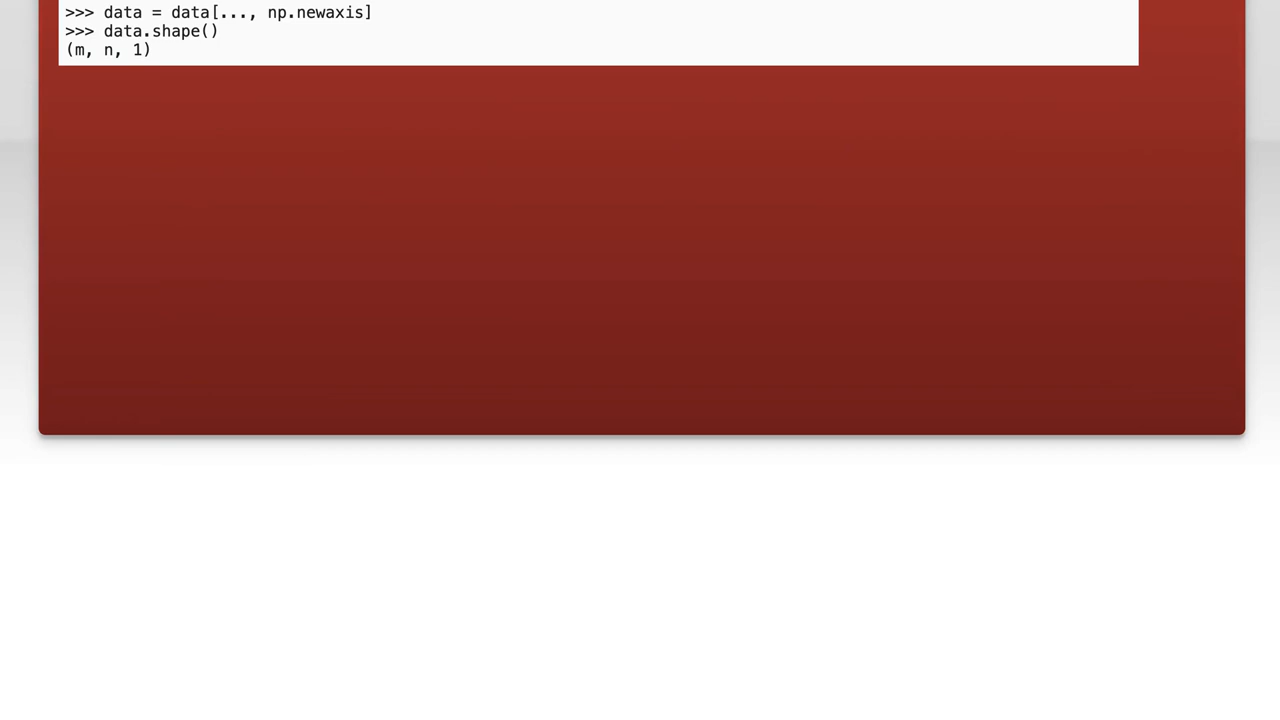 >>> data = data[..., np.newaxis]
>>> data.shape()
(m, n, 1)